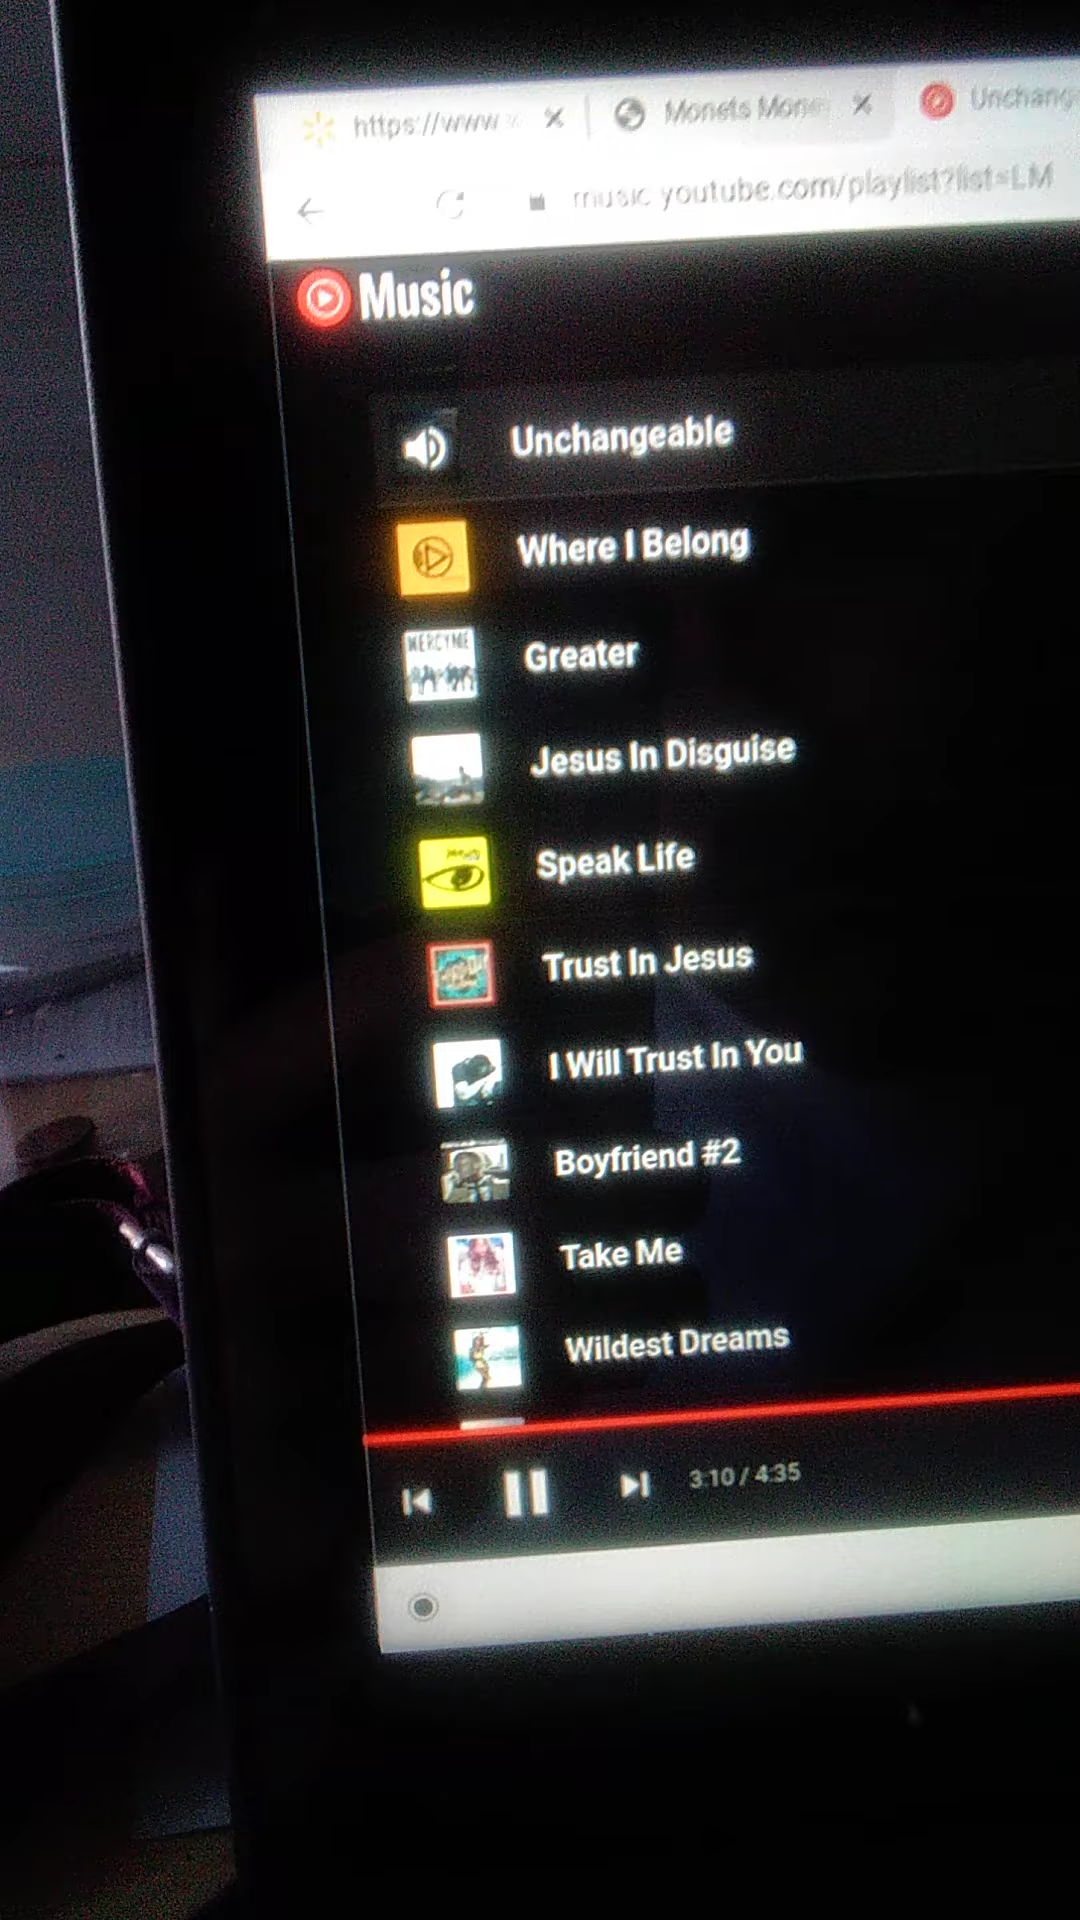 https://www
Monets Mone
Unchang
music.youtube.com/playlist?list=LM
Music
Unchangeable
Where I Belong
MERCYME
Greater
Jesus In Disguise
Speak Life
Trust In Jesus
I Will Trust In You
Boyfriend #2
Take Me
Wildest Dreams
3:10 / 4:35